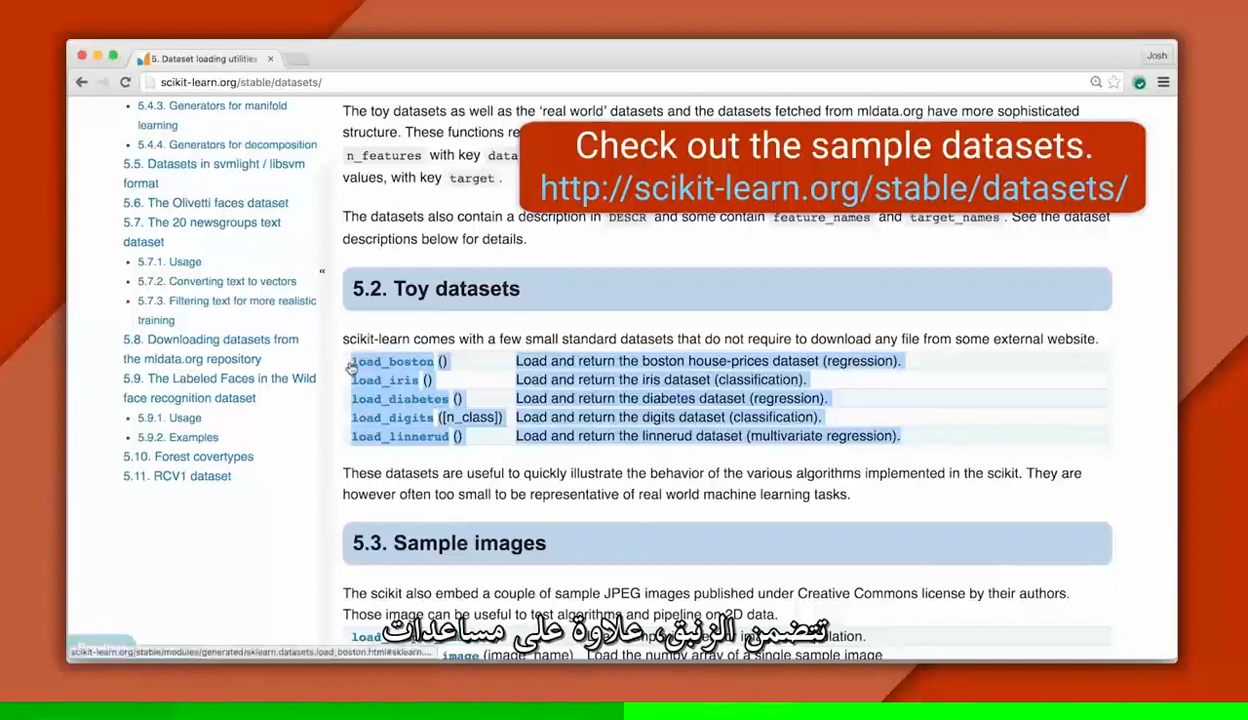 5. Dataset loading utilities
Josh
scikit-learn.org/stable/datasets/
5.4.3. Generators for manifold
learning
5.4.4. Generators for decomposition
5.5. Datasets in svmlight / libsvm
format
5.6. The Olivetti faces dataset
5.7. The 20 newsgroups text
dataset
5.7.1. Usage
5.7.2. Converting text to vectors
5.7.3. Filtering text for more realistic
training
5.8. Downloading datasets from
the mldata.org repository
5.9. The Labeled Faces in the Wild
face recognition dataset
5.9.1. Usage
5.9.2. Examples
5.10. Forest covertypes
5.11. RCV1 dataset
«
The toy datasets as well as the 'real world' datasets and the datasets fetched from mldata.org have more sophisticated
structure. These functions
n_features with key data
values, with key target .
Check out the sample datasets.
http://scikit-learn.org/stable/datasets/
The datasets also contain a description in DESCR and some contain feature_names and target_names . See the dataset
descriptions below for details.
5.2. Toy datasets
scikit-learn comes with a few small standard datasets that do not require to download any file from some external website.
load_boston () Load and return the boston house-prices dataset (regression).
load_iris () Load and return the iris dataset (classification).
load_diabetes () Load and return the diabetes dataset (regression).
load_digits ([n_class]) Load and return the digits dataset (classification).
load_linnerud () Load and return the linnerud dataset (multivariate regression).
These datasets are useful to quickly illustrate the behavior of the various algorithms implemented in the scikit. They are
however often too small to be representative of real world machine learning tasks.
5.3. Sample images
The scikit also embed a couple of sample JPEG images published under Creative Commons license by their authors.
Those image can be useful to test algorithms and pipeline on 2D data.
تتضمن الزنبق، علاوة على مساعدات
image (image_name) Load the numpy array of a single sample image
scikit-learn.org/stable/modules/generated/sklearn.datasets.load_boston.html#sklearn...